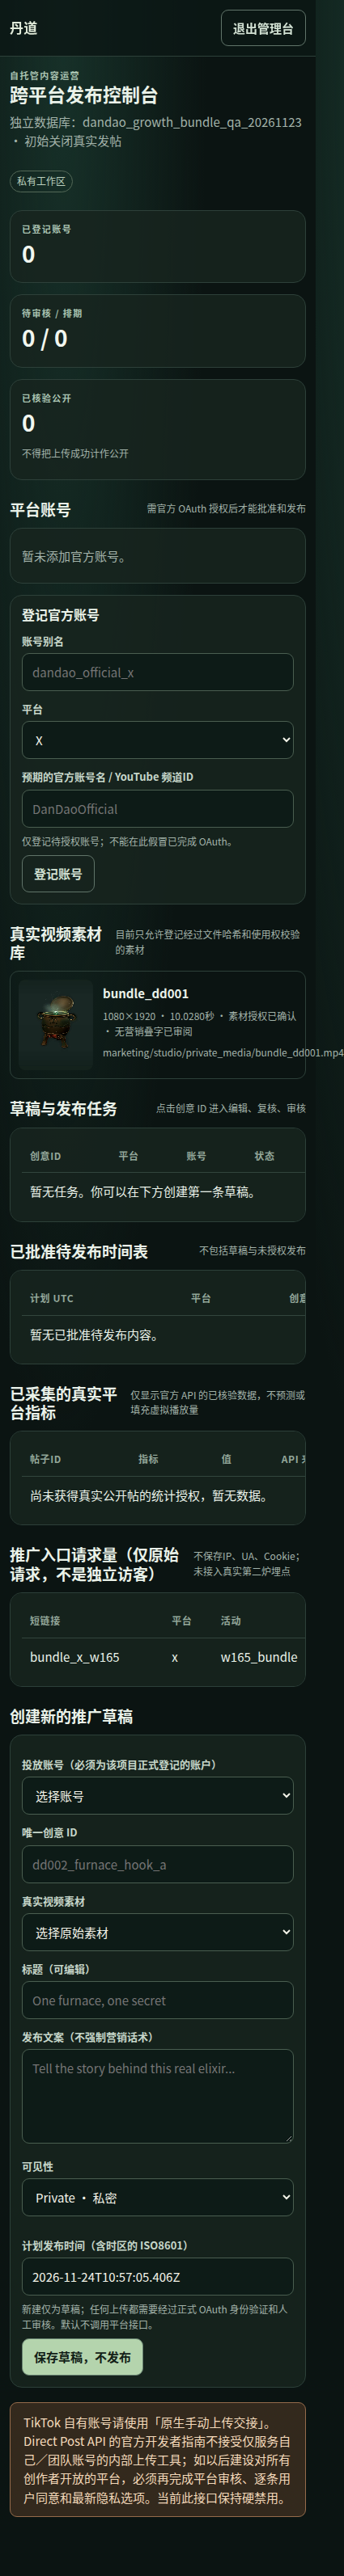 丹道
退出管理台
自托管内容运营
跨平台发布控制台
独立数据库：dandao_growth_bundle_qa_20261123
· 初始关闭真实发帖
私有工作区
已登记账号
0
待审核 / 排期
0 / 0
已核验公开
0
不得把上传成功计作公开
平台账号
需官方 OAuth 授权后才能批准和发布
暂未添加官方账号。
登记官方账号
账号别名
dandao_official_x
平台
X
预期的官方账号名 / YouTube 频道ID
DanDaoOfficial
仅登记待授权账号；不能在此假冒已完成 OAuth。
登记账号
真实视频素材
库
目前只允许登记经过文件哈希和使用权校验
的素材
bundle_dd001
1080×1920 · 10.0280秒 · 素材授权已确认
· 无营销叠字已审阅
marketing/studio/private_media/bundle_dd001.mp4
草稿与发布任务
点击创意 ID 进入编辑、复核、审核
创意ID 平台 账号 状态
暂无任务。你可以在下方创建第一条草稿。
已批准待发布时间表
不包括草稿与未授权发布
计划 UTC 平台 创意
暂无已批准待发布内容。
已采集的真实平
台指标
仅显示官方 API 的已核验数据，不预测或
填充虚拟播放量
帖子ID 指标 值 API
尚未获得真实公开帖的统计授权，暂无数据。
推广入口请求量（仅原始
请求，不是独立访客）
不保存IP、UA、Cookie；
未接入真实第二炉埋点
短链接 平台 活动
bundle_x_w165 x w165_bundle
创建新的推广草稿
投放账号（必须为该项目正式登记的账户）
选择账号
唯一创意 ID
dd002_furnace_hook_a
真实视频素材
选择原始素材
标题（可编辑）
One furnace, one secret
发布文案（不强制营销话术）
Tell the story behind this real elixir...
可见性
Private · 私密
计划发布时间（含时区的 ISO8601）
2026-11-24T10:57:05.406Z
新建仅为草稿；任何上传都需要经过正式 OAuth 身份验证和人
工审核。默认不调用平台接口。
保存草稿，不发布
TikTok 自有账号请使用「原生手动上传交接」。
Direct Post API 的官方开发者指南不接受仅服务自
己／团队账号的内部上传工具；如以后建设对所有
创作者开放的平台，必须再完成平台审核、逐条用
户同意和最新隐私选项。当前此接口保持硬禁用。